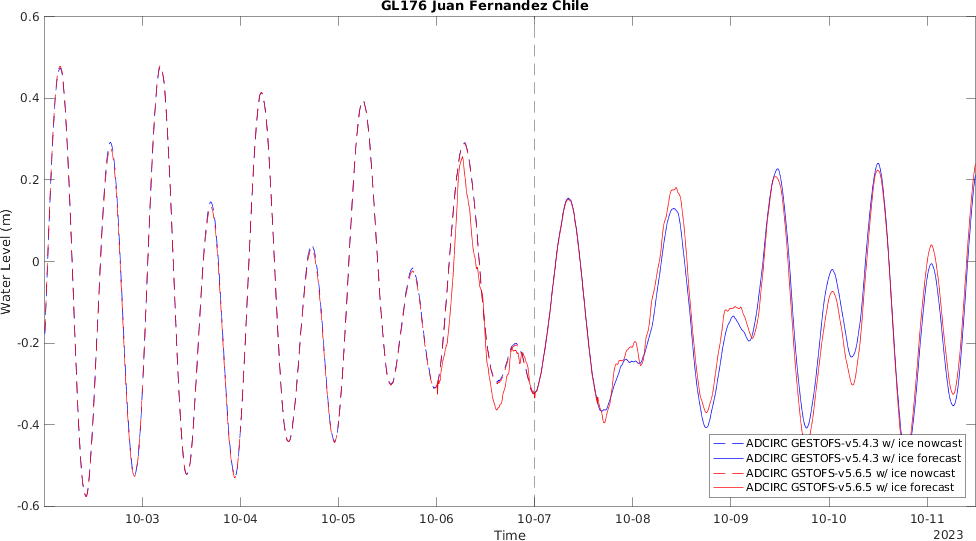 GL176 Juan Fernandez Chile
0.6
0.4
0.2
0
-0.2
-0.4
-0.6
Water Level (m)
10-03
10-04
10-05
10-06
10-07
10-08
10-09
10-10
10-11
Time
2023
ADCIRC GESTOFS-v5.4.3 w/ ice nowcast
ADCIRC GESTOFS-v5.4.3 w/ ice forecast
ADCIRC GSTOFS-v5.6.5 w/ ice nowcast
ADCIRC GSTOFS-v5.6.5 w/ ice forecast